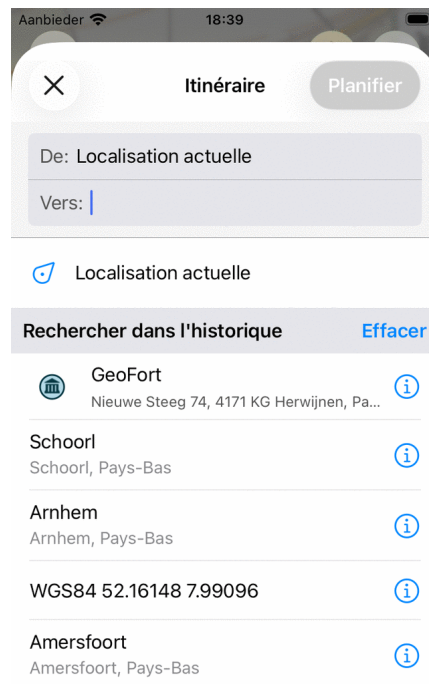 Aanbieder 18:39
Itinéraire Planifier
De: Localisation actuelle
Vers:
Localisation actuelle
Rechercher dans l'historique Effacer
GeoFort
Nieuwe Steeg 74, 4171 KG Herwijnen, Pa...
Schoorl
Schoorl, Pays-Bas
Arnhem
Arnhem, Pays-Bas
WGS84 52.16148 7.99096
Amersfoort
Amersfoort, Pays-Bas